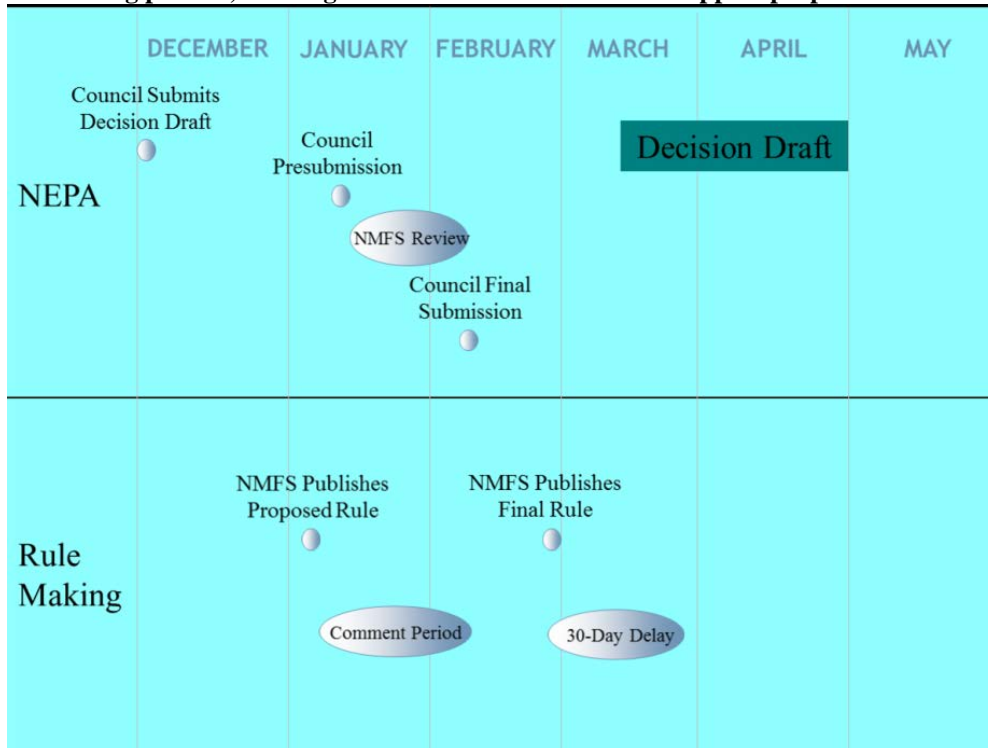 DECEMBER
JANUARY
FEBRUARY
MARCH
APRIL
MAY
Council Submits
Decision Draft
Council
Presubmission
Decision Draft
NEPA
NMFS Review
Council Final
Submission
NMFS Publishes
Proposed Rule
NMFS Publishes
Final Rule
Rule
Making
Comment Period
30-Day Delay